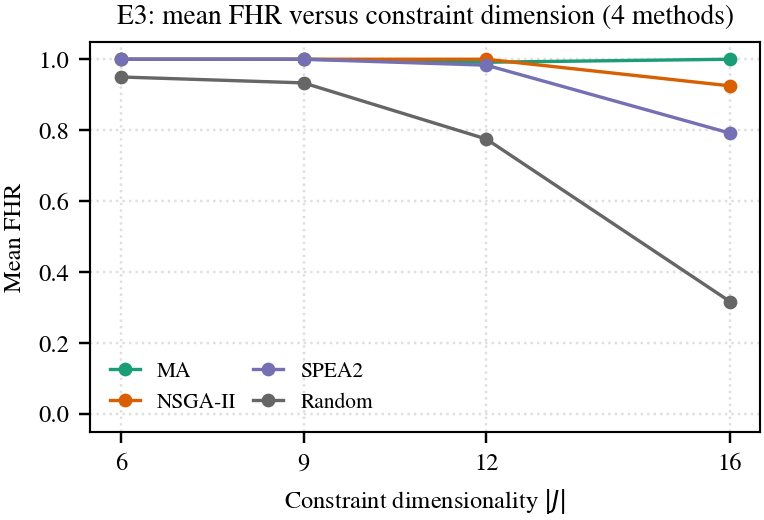 E3: mean FHR versus constraint dimension (4 methods)
Mean FHR
1.0
0.8
0.6
0.4
0.2
0.0
MA
NSGA-II
SPEA2
Random
6 9 12 16
Constraint dimensionality |J|